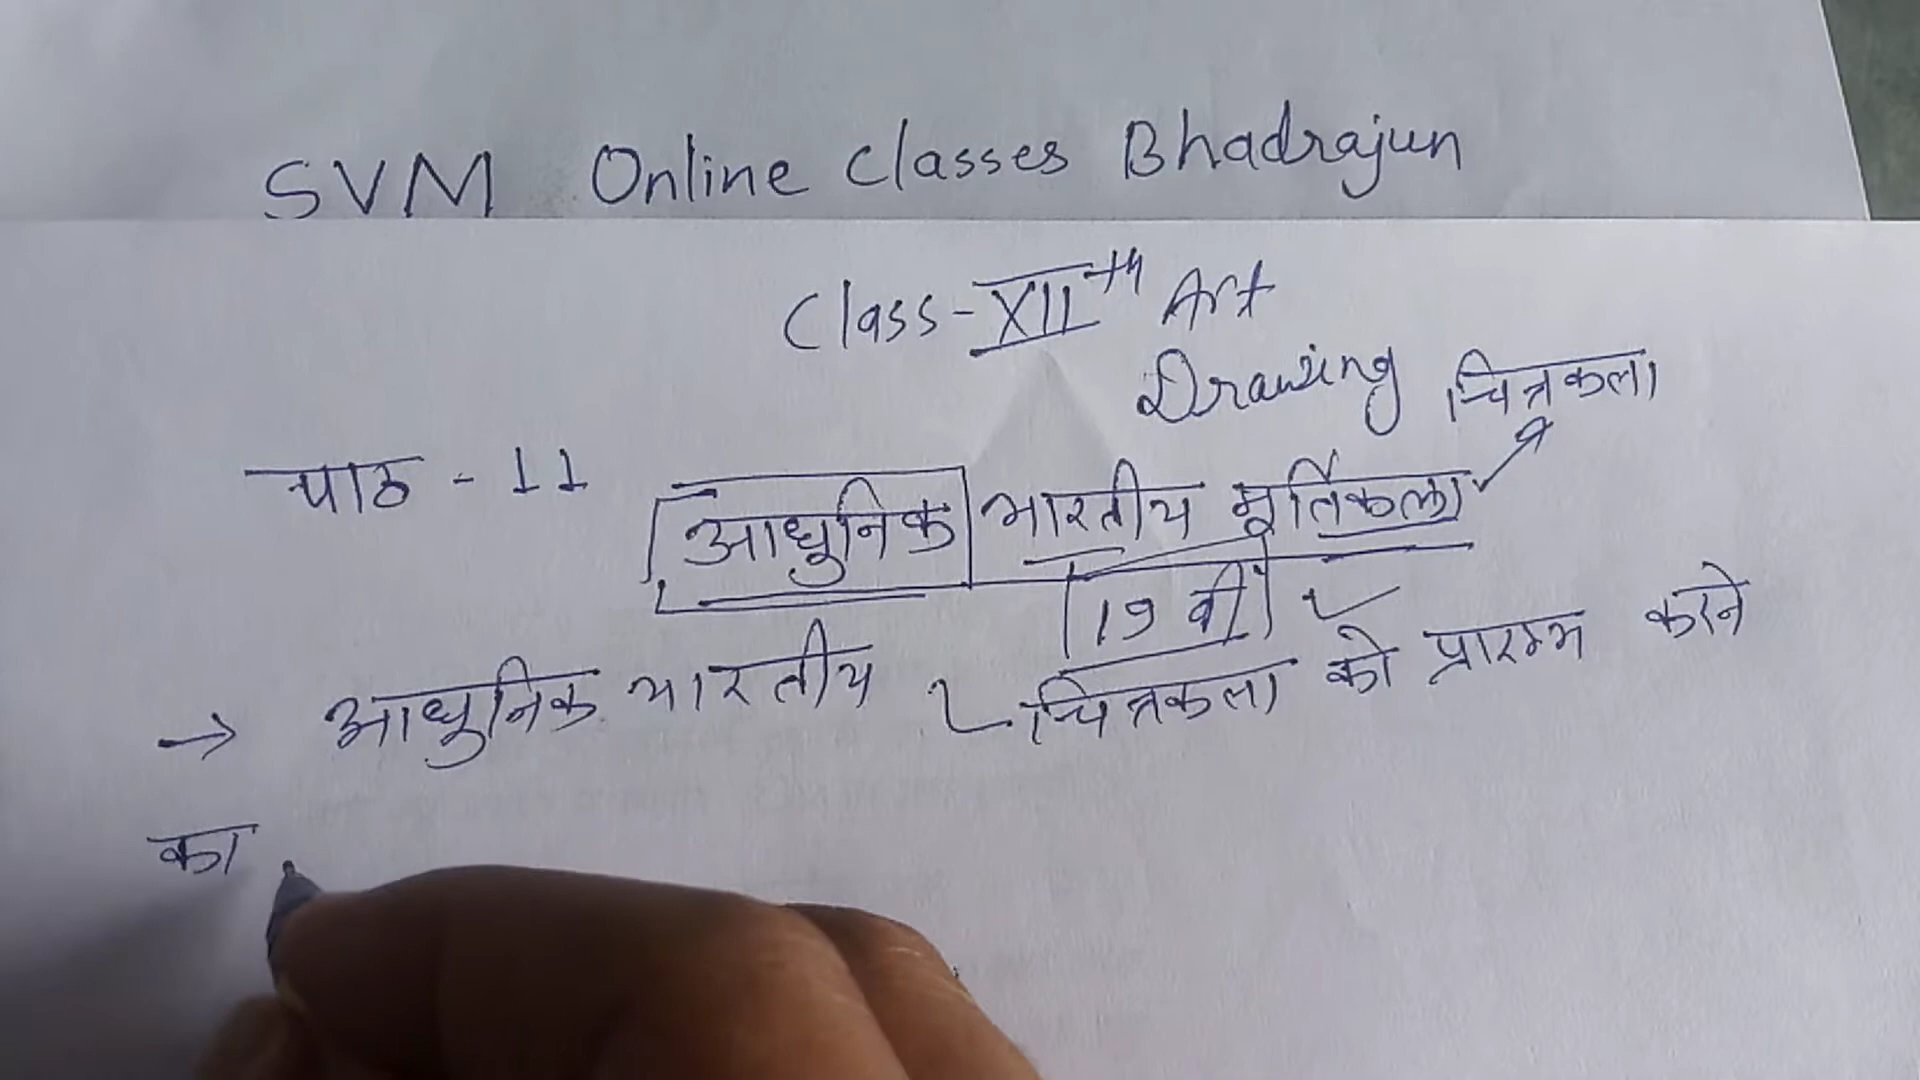 SVM Online Classes Bhadrajun
Class-XIIth Art
Drawing चित्रकला
पाठ - 11 आधुनिक भारतीय मूर्तिकला
19 वीं
→ आधुनिक भारतीय चित्रकला को प्रारम्भ करने
का